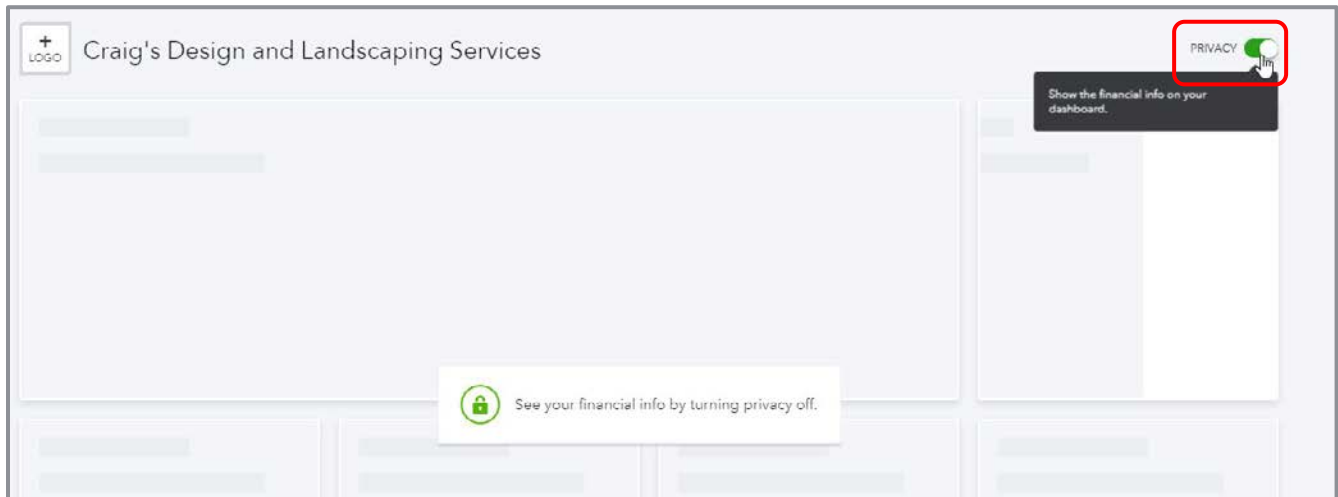 +
LOGO
Craig's Design and Landscaping Services
PRIVACY
Show the financial info on your
dashboard.
See your financial info by turning privacy off.